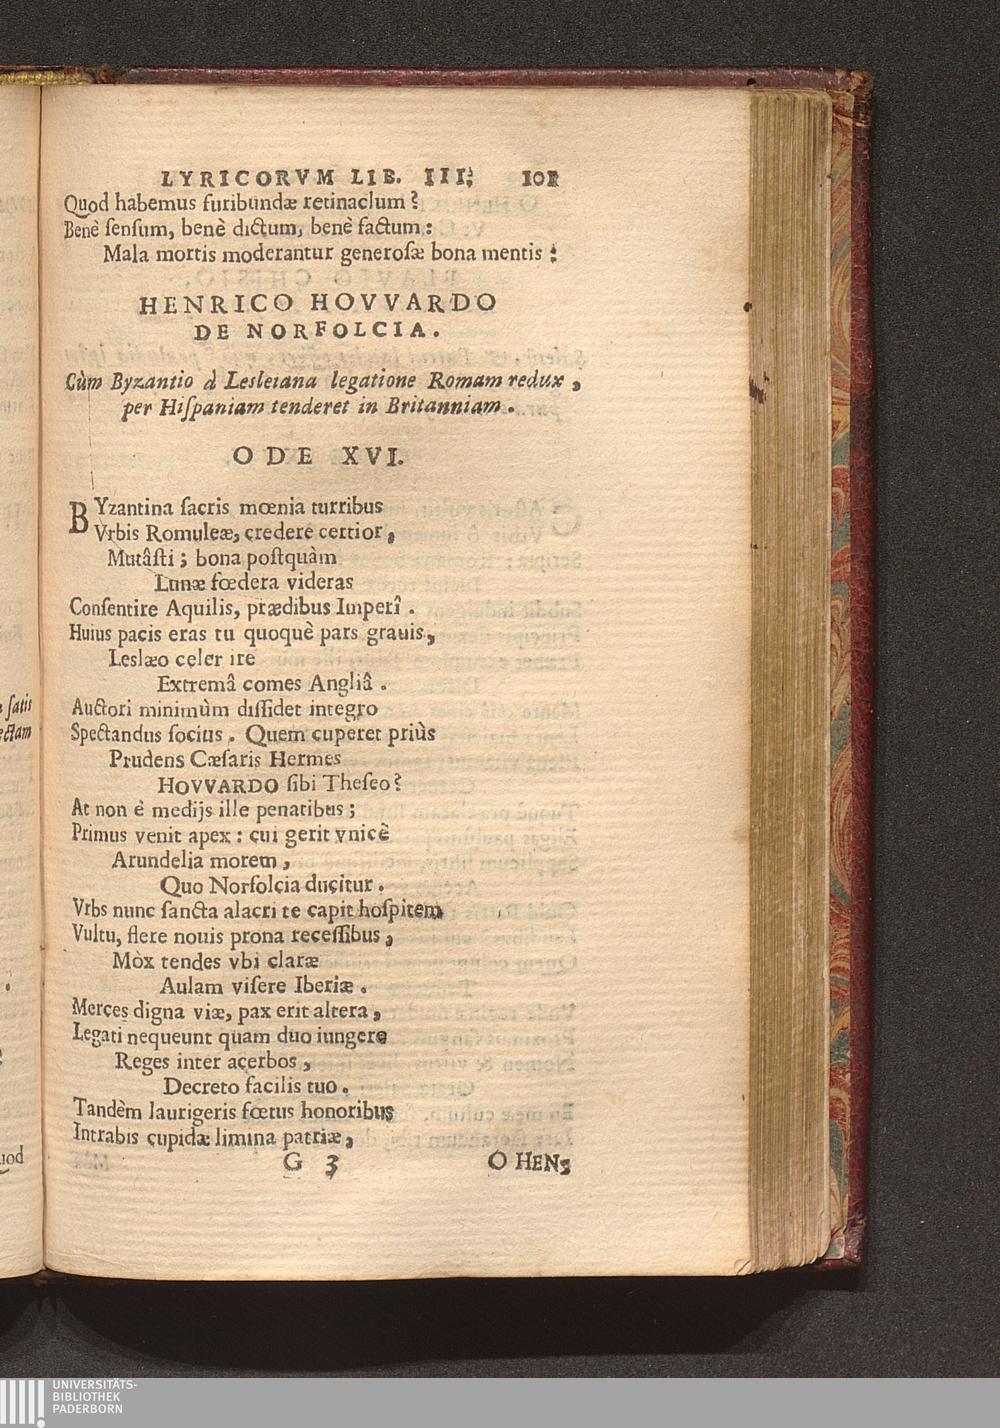 LYRICORVM LIB. III. 101
Quod habemus furibundæ retinaclum?
Benè sensum, benè dictum, benè factum:
Mala mortis moderantur generosæ bona mentis:
HENRICO HOVVARDO
DE NORFOLCIA.
Cùm Byzantio à Lesleiana legatione Romam redux,
per Hispaniam tenderet in Britanniam.
ODE XVI.
BYzantina sacris mœnia turribus
Vrbis Romuleæ, credere certior,
Mutâsti; bona postquàm
Lunæ fœdera videras
Consentire Aquilis, prædibus Imperî.
Huius pacis eras tu quoquè pars grauis,
Leslæo celer ire
Extremâ comes Angliâ.
Auctori minimùm dissidet integro
Spectandus socius. Quem cuperet priùs
Prudens Cæsaris Hermes
HOVVARDO sibi Theseo?
At non è medijs ille penatibus;
Primus venit apex: cui gerit vnicè
Arundelia morem,
Quo Norfolcia ducitur.
Vrbs nunc sancta alacri te capit hospitem
Vultu, flere nouis prona recessibus,
Mòx tendes vbi claræ
Aulam visere Iberiæ.
Merces digna viæ, pax erit altera,
Legati nequeunt quam duo iungere
Reges inter acerbos,
Decreto facilis tuo.
Tandèm laurigeris fœtus honoribus
Intrabis cupidæ limina patriæ,
G 3 O HEN-
satis
ectam
uod
UNIVERSITÄTS-
BIBLIOTHEK
PADERBORN